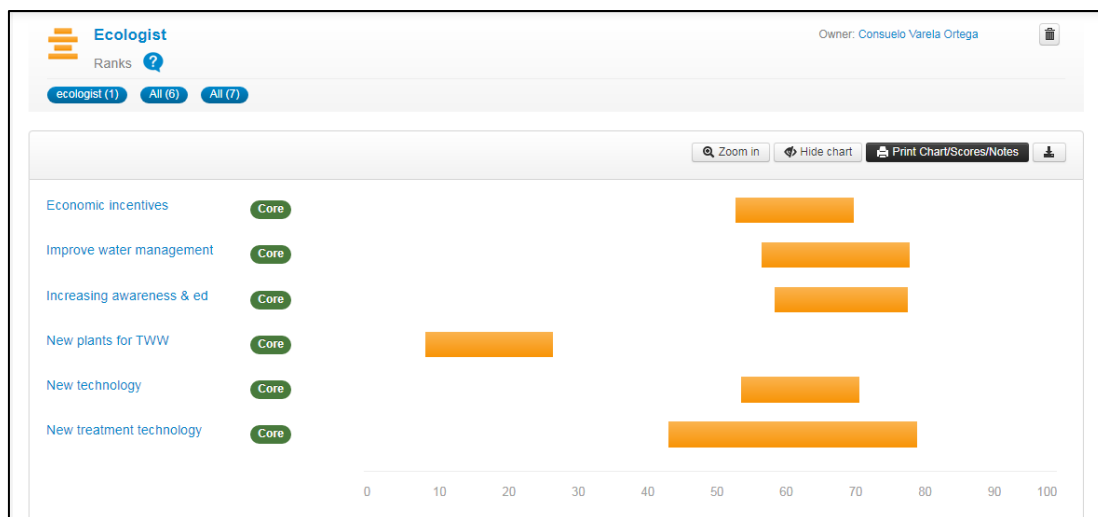 Ecologist
Owner: Consuelo Varela Ortega
Ranks ?
ecologist (1) All (6) All (7)
Zoom in Hide chart Print Chart/Scores/Notes
Economic incentives Core
Improve water management Core
Increasing awareness & ed Core
New plants for TWW Core
New technology Core
New treatment technology Core
0 10 20 30 40 50 60 70 80 90 100